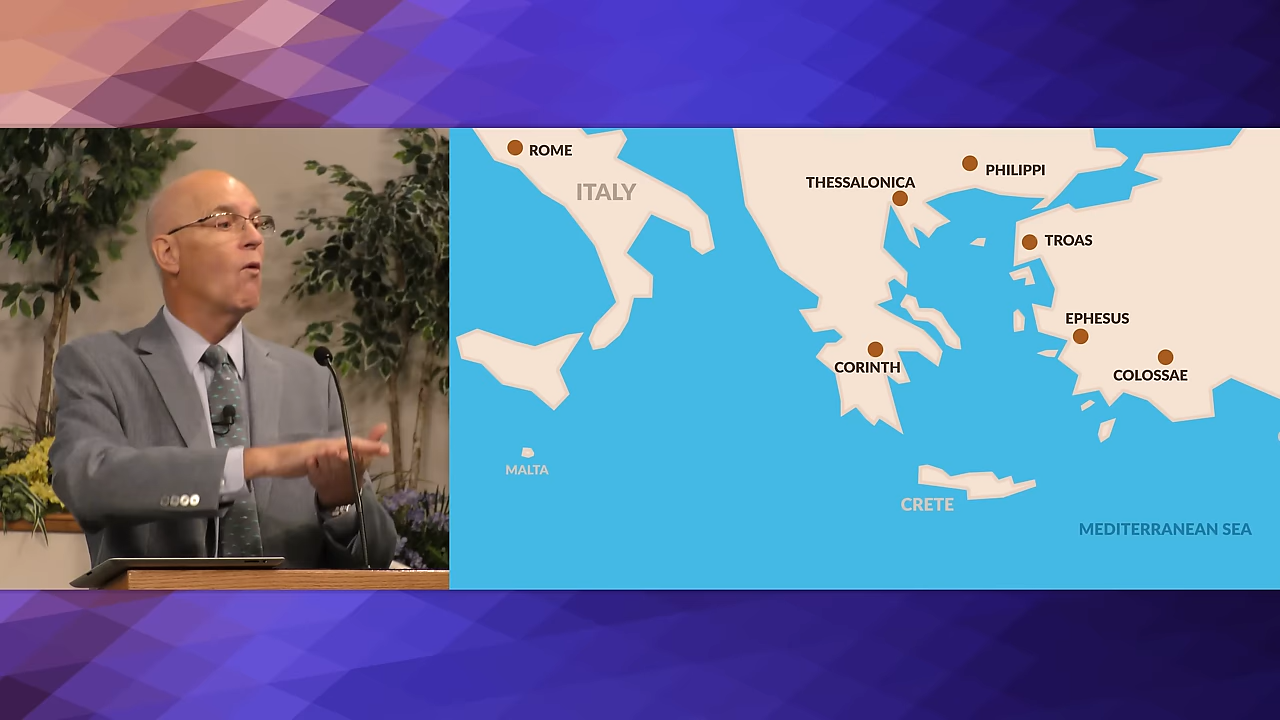 ROME
ITALY
THESSALONICA
PHILIPPI
TROAS
EPHESUS
CORINTH
COLOSSAE
MALTA
CRETE
MEDITERRANEAN SEA